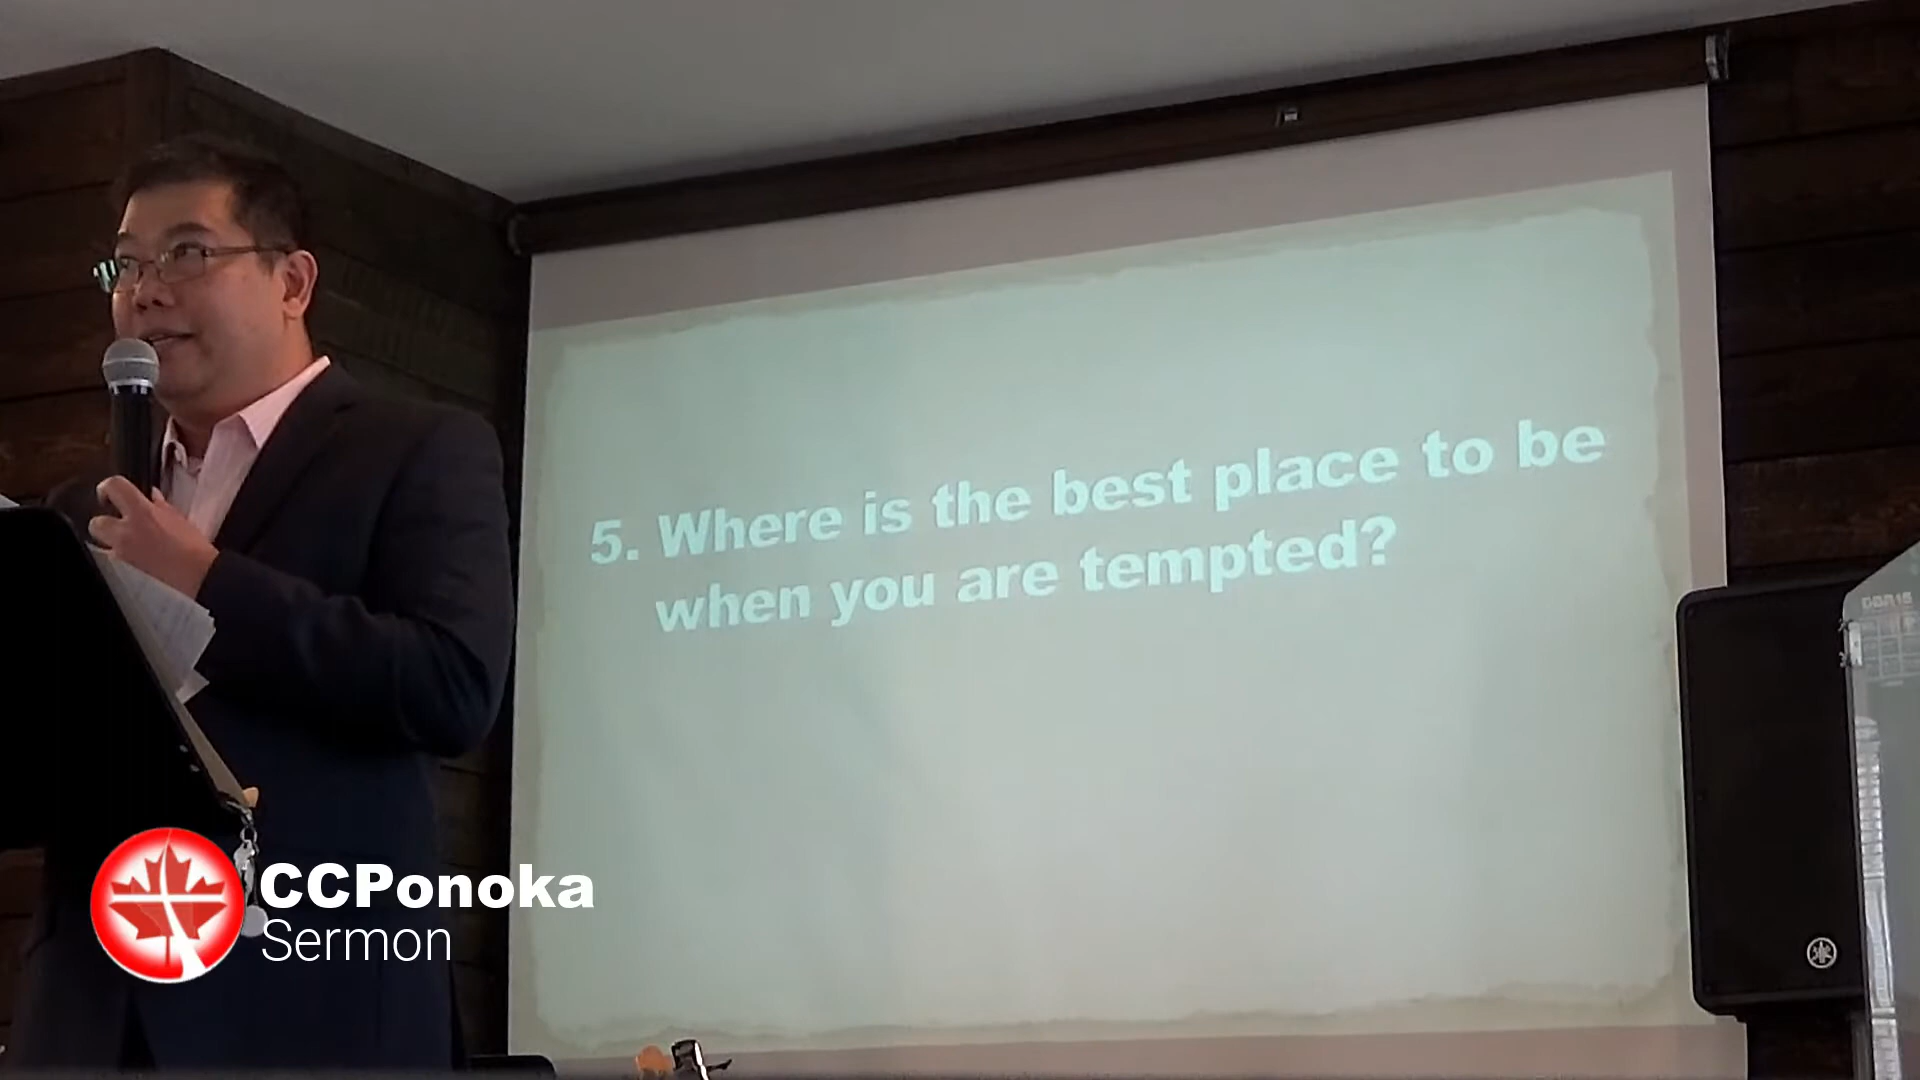 5. Where is the best place to be
when you are tempted?
CCPonoka
Sermon